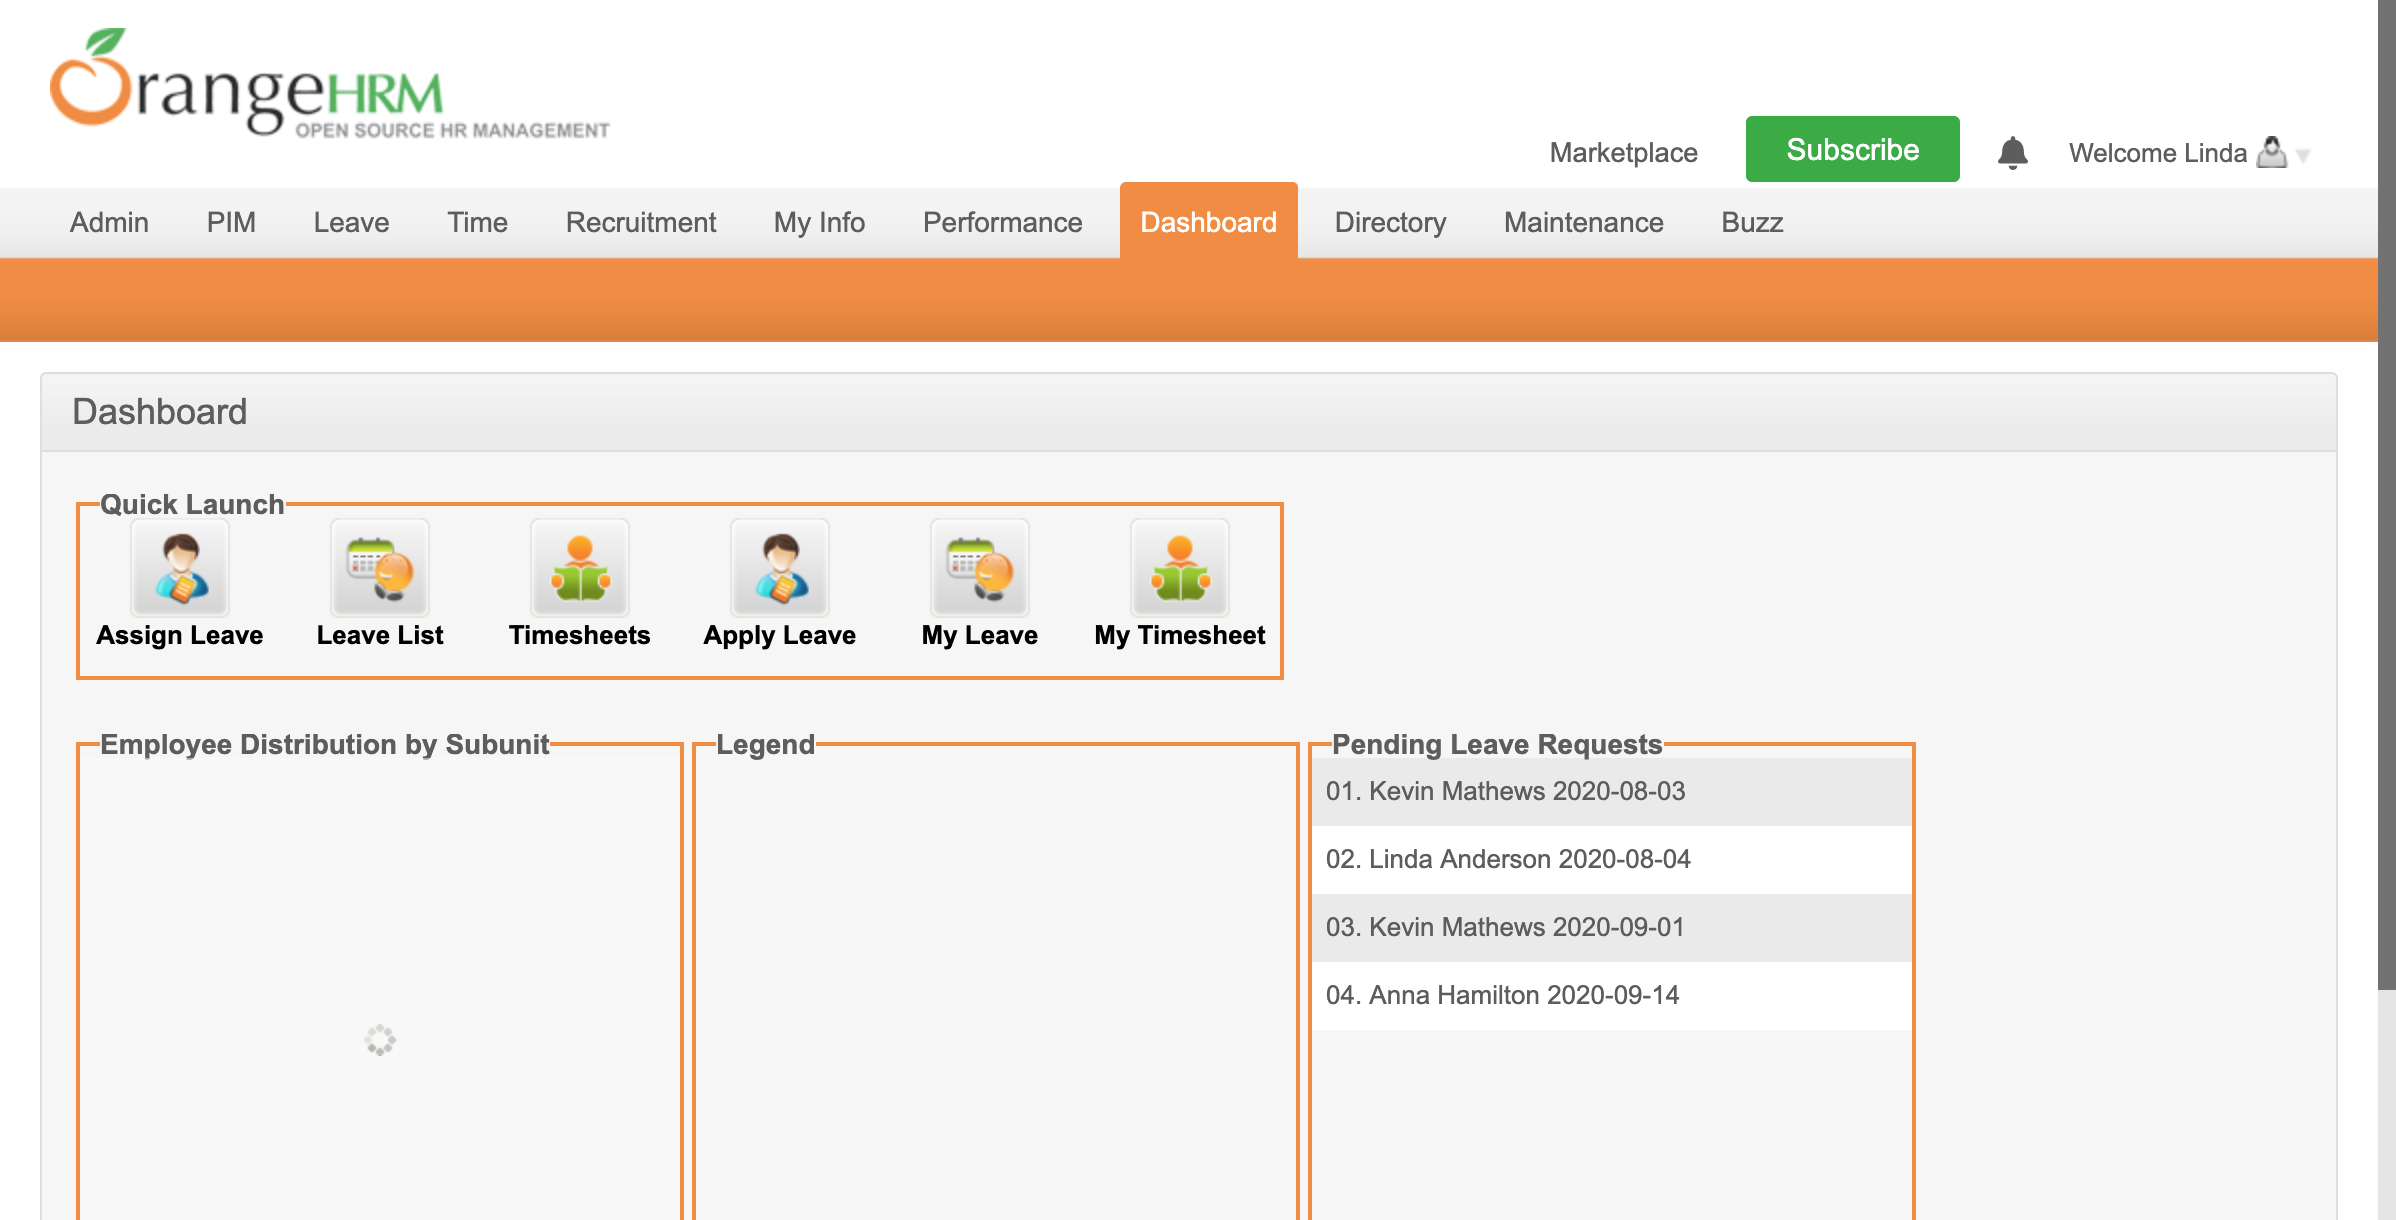 OrangeHRM
OPEN SOURCE HR MANAGEMENT
Marketplace
Subscribe
Welcome Linda
Admin
PIM
Leave
Time
Recruitment
My Info
Performance
Dashboard
Directory
Maintenance
Buzz
Dashboard
Quick Launch
Assign Leave
Leave List
Timesheets
Apply Leave
My Leave
My Timesheet
Employee Distribution by Subunit
Legend
Pending Leave Requests
01. Kevin Mathews 2020-08-03
02. Linda Anderson 2020-08-04
03. Kevin Mathews 2020-09-01
04. Anna Hamilton 2020-09-14